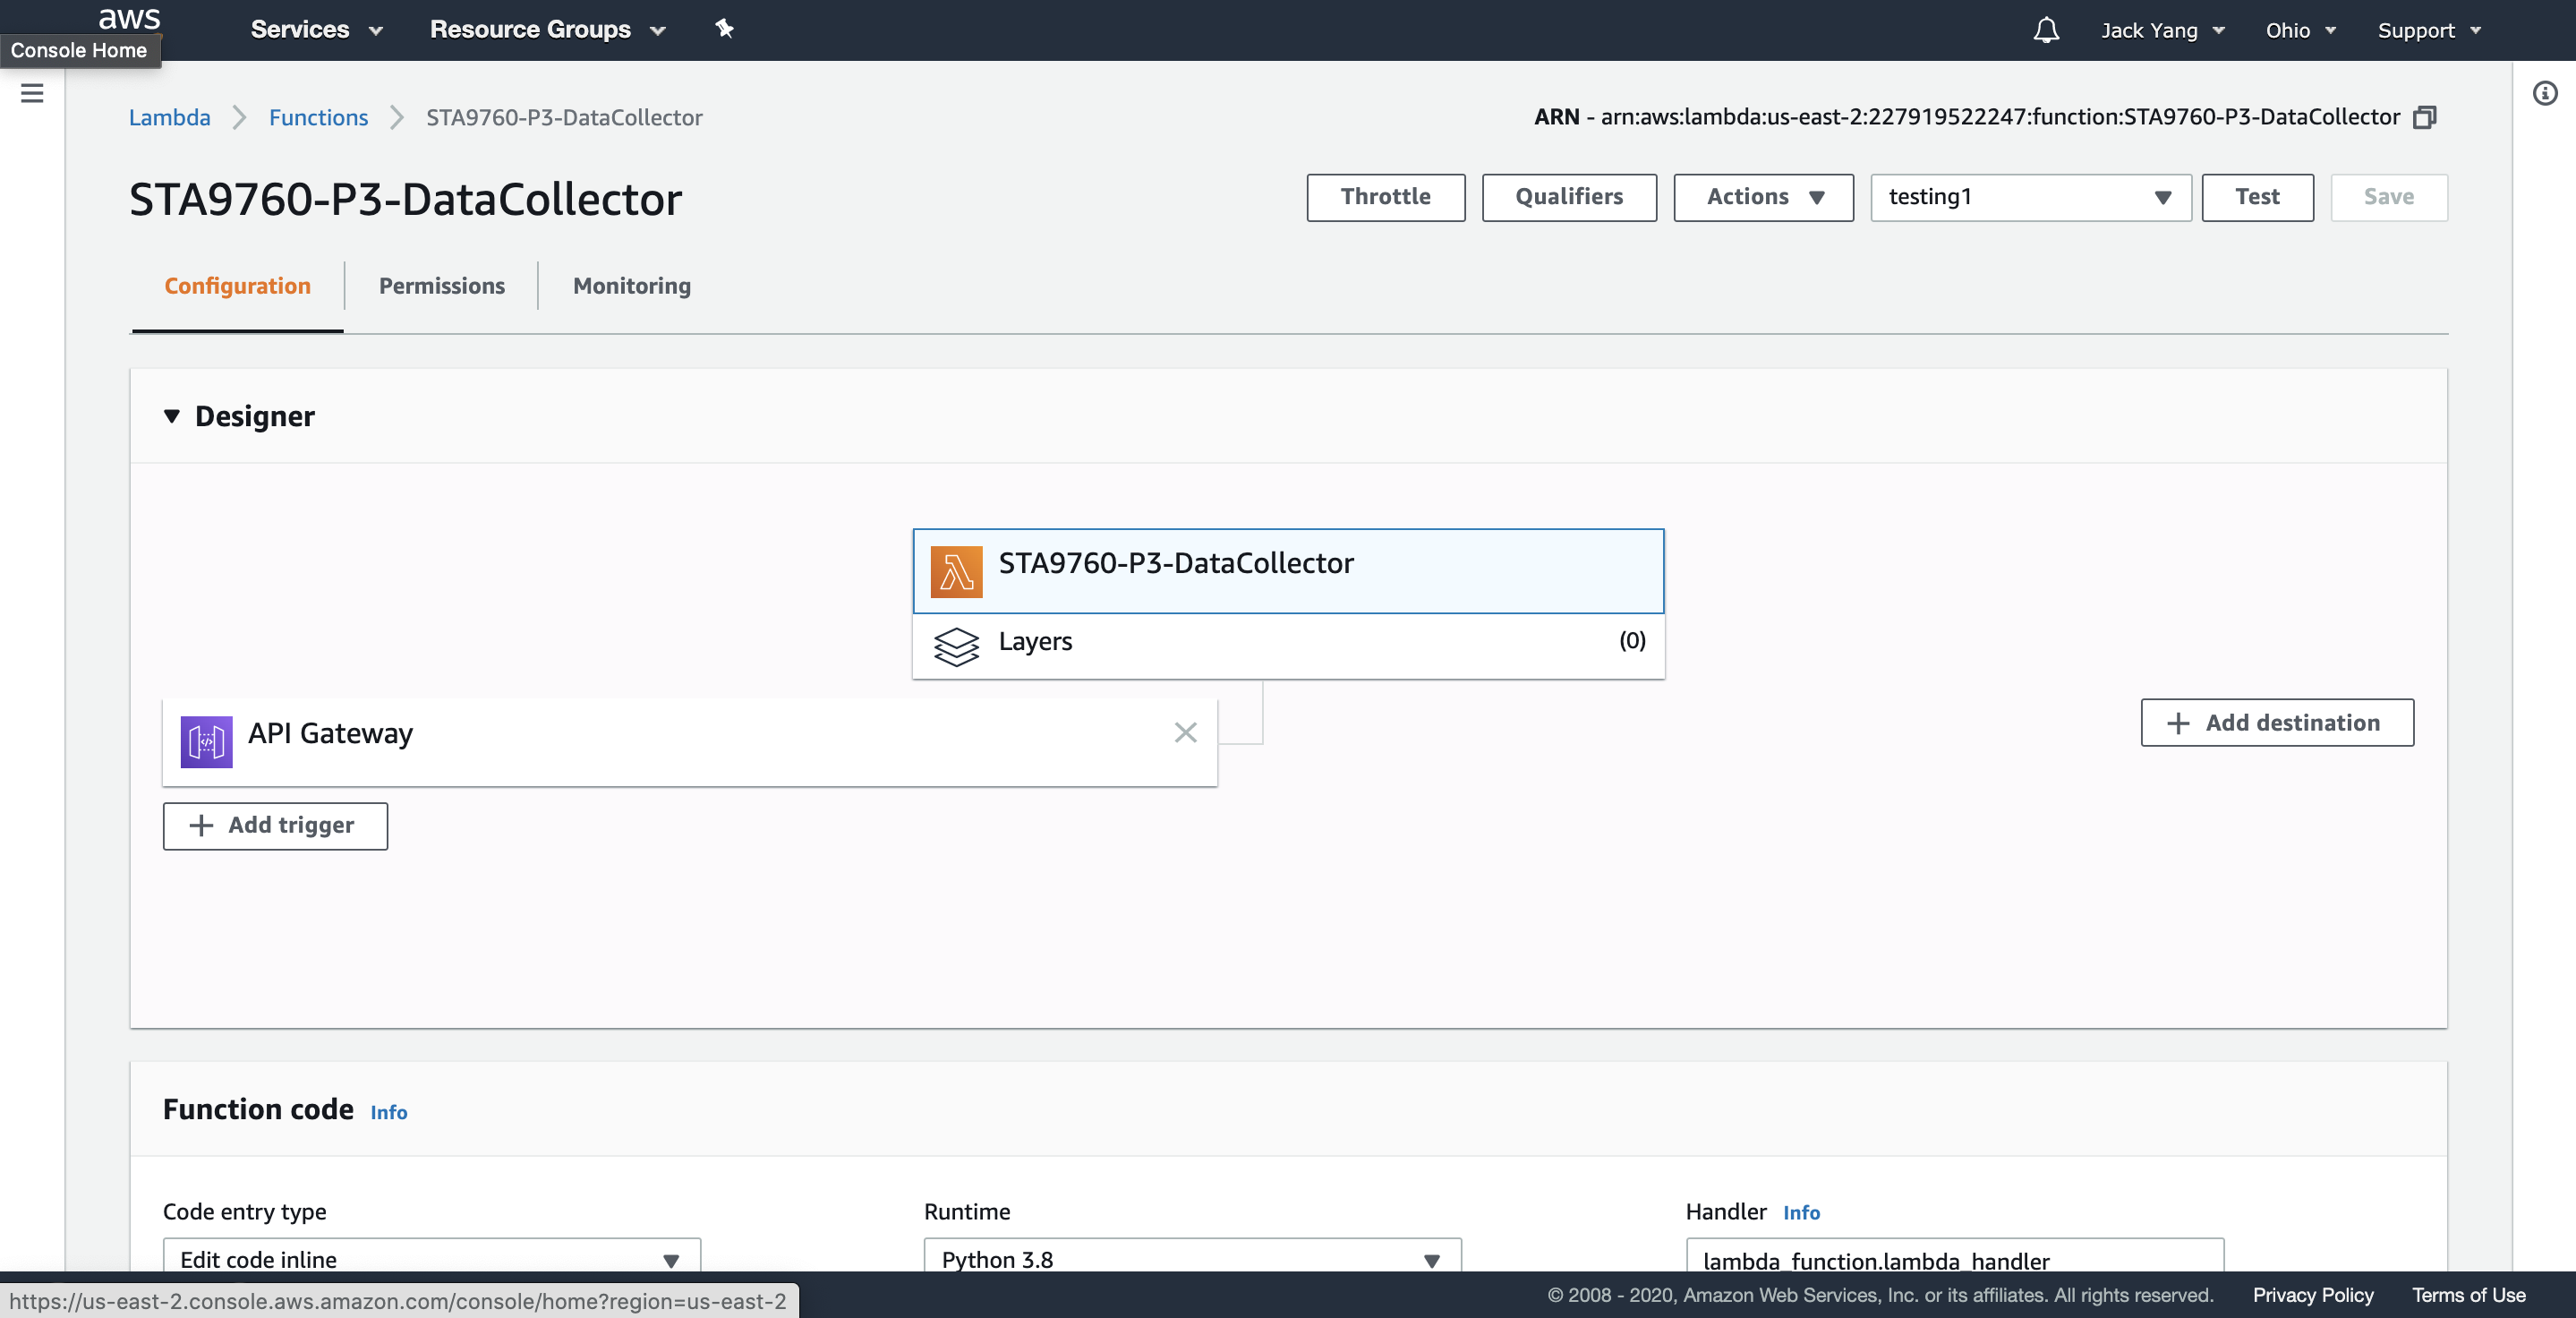 aws
Services
Resource Groups
Jack Yang
Ohio
Support
Console Home
Lambda
Functions
STA9760-P3-DataCollector
ARN - arn:aws:lambda:us-east-2:227919522247:function:STA9760-P3-DataCollector
STA9760-P3-DataCollector
Throttle
Qualifiers
Actions
testing1
Test
Save
Configuration
Permissions
Monitoring
Designer
STA9760-P3-DataCollector
Layers
(0)
API Gateway
Add destination
Add trigger
Function code Info
Code entry type
Runtime
Handler Info
Edit code inline
Python 3.8
lambda_function.lambda_handler
https://us-east-2.console.aws.amazon.com/console/home?region=us-east-2
© 2008 - 2020, Amazon Web Services, Inc. or its affiliates. All rights reserved.
Privacy Policy
Terms of Use